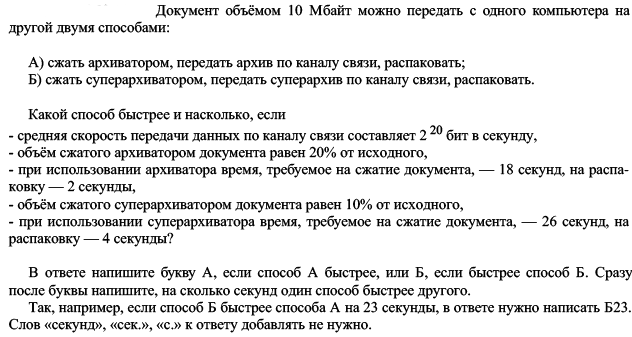 Документ объёмом 10 Мбайт можно передать с одного компьютера на
другой двумя способами:
А) сжать архиватором, передать архив по каналу связи, распаковать;
Б) сжать суперархиватором, передать суперархив по каналу связи, распаковать.
Какой способ быстрее и насколько, если
- средняя скорость передачи данных по каналу связи составляет 2 20 бит в секунду,
- объём сжатого архиватором документа равен 20% от исходного,
- при использовании архиватора время, требуемое на сжатие документа, — 18 секунд, на распа-
ковку — 2 секунды,
- объём сжатого суперархиватором документа равен 10% от исходного,
- при использовании суперархиватора время, требуемое на сжатие документа, — 26 секунд, на
распаковку — 4 секунды?
В ответе напишите букву А, если способ А быстрее, или Б, если быстрее способ Б. Сразу
после буквы напишите, на сколько секунд один способ быстрее другого.
Так, например, если способ Б быстрее способа А на 23 секунды, в ответе нужно написать Б23.
Слов «секунд», «сек.», «с.» к ответу добавлять не нужно.